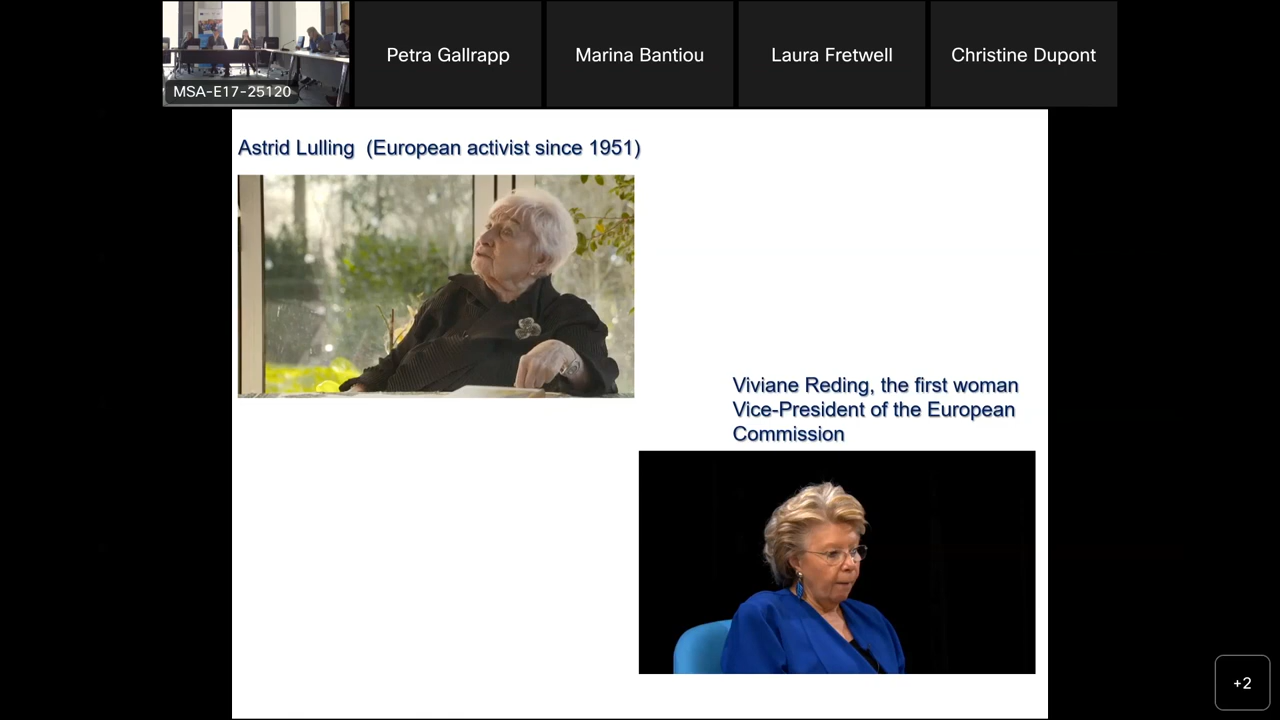 MSA-E17-25120
Petra Gallrapp
Marina Bantiou
Laura Fretwell
Christine Dupont
Astrid Lulling (European activist since 1951)
Viviane Reding, the first woman
Vice-President of the European
Commission
+2